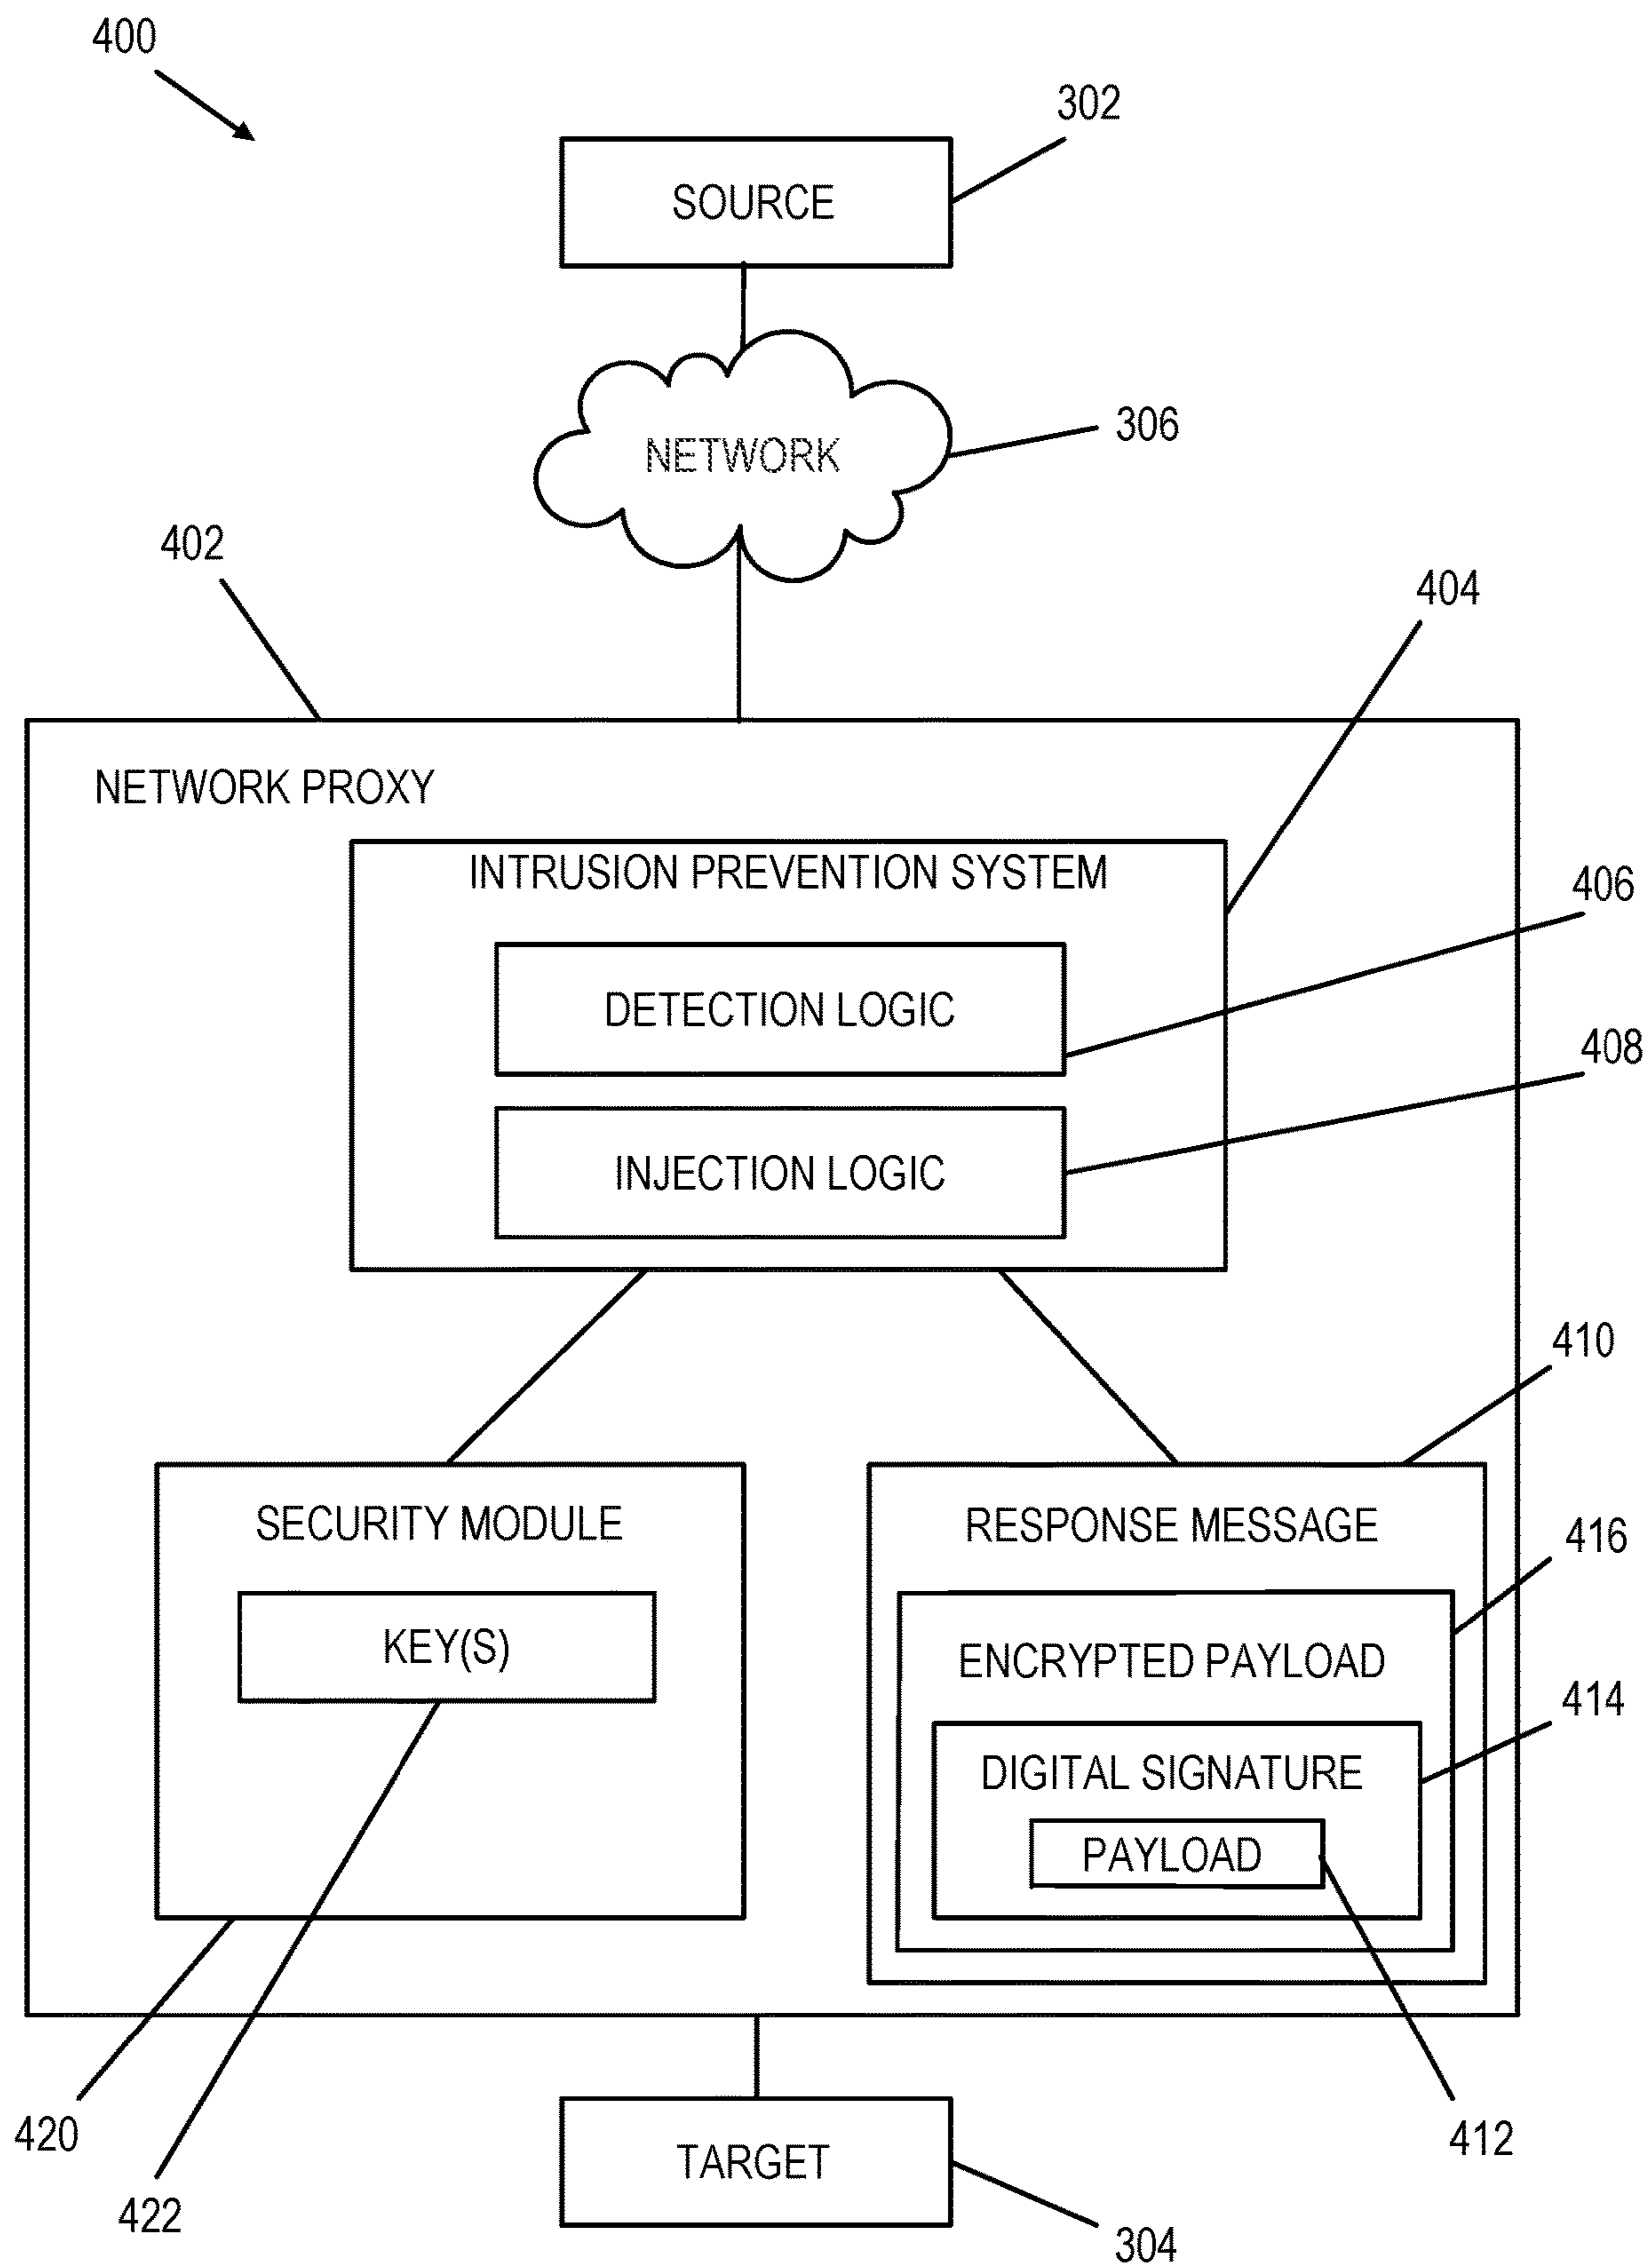 400
302
SOURCE
306
NETWORK
402
404
NETWORK PROXY
INTRUSION PREVENTION SYSTEM
406
DETECTION LOGIC
408
INJECTION LOGIC
410
SECURITY MODULE
RESPONSE MESSAGE
416
KEY(S)
ENCRYPTED PAYLOAD
414
DIGITAL SIGNATURE
PAYLOAD
420
412
TARGET
422
304